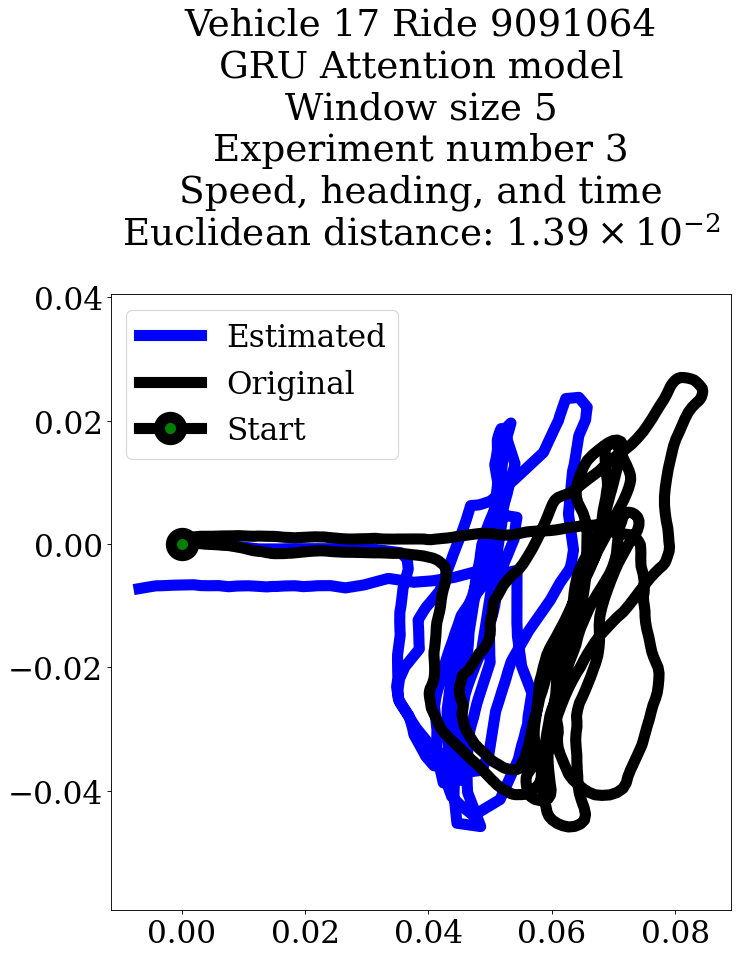 Vehicle 17 Ride 9091064
GRU Attention model
Window size 5
Experiment number 3
Speed, heading, and time
Euclidean distance: 1.39 × 10⁻²
0.04
Estimated
Original
0.02
Start
0.00
−0.02
−0.04
0.00 0.02 0.04 0.06 0.08